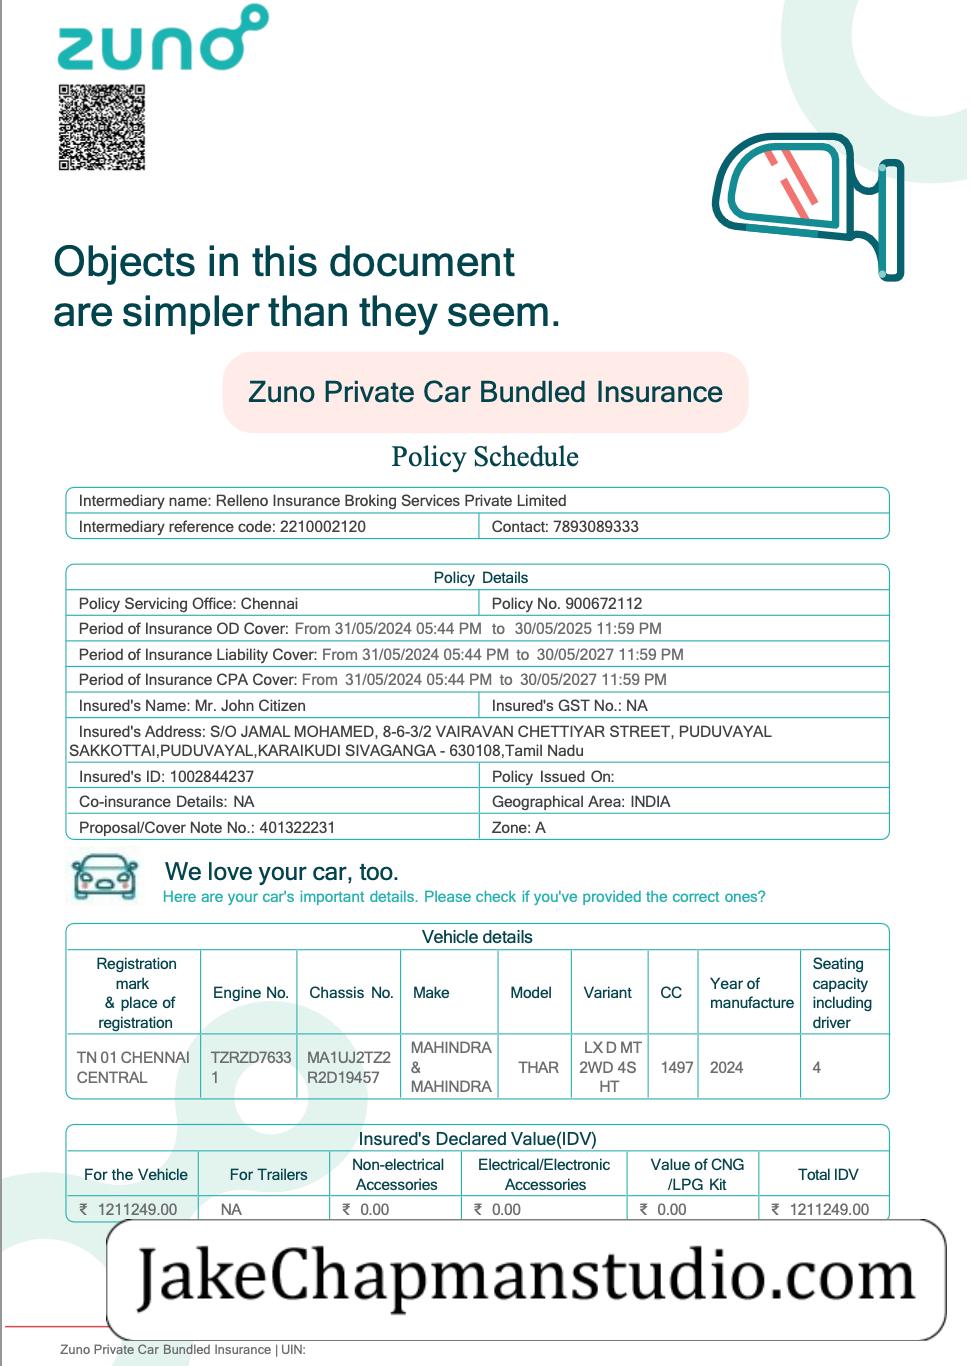 zuno
Objects in this document
are simpler than they seem.
Zuno Private Car Bundled Insurance
Policy Schedule
Intermediary name: Relleno Insurance Broking Services Private Limited
Intermediary reference code: 2210002120 Contact: 7893089333
Policy Details
Policy Servicing Office: Chennai Policy No. 900672112
Period of Insurance OD Cover: From 31/05/2024 05:44 PM to 30/05/2025 11:59 PM
Period of Insurance Liability Cover: From 31/05/2024 05:44 PM to 30/05/2027 11:59 PM
Period of Insurance CPA Cover: From 31/05/2024 05:44 PM to 30/05/2027 11:59 PM
Insured's Name: Mr. John Citizen Insured's GST No.: NA
Insured's Address: S/O JAMAL MOHAMED, 8-6-3/2 VAIRAVAN CHETTIYAR STREET, PUDUVAYAL
SAKKOTTAI,PUDUVAYAL,KARAIKUDI SIVAGANGA - 630108,Tamil Nadu
Insured's ID: 1002844237 Policy Issued On:
Co-insurance Details: NA Geographical Area: INDIA
Proposal/Cover Note No.: 401322231 Zone: A
We love your car, too.
Here are your car's important details. Please check if you've provided the correct ones?
Vehicle details
Registration
mark
& place of
registration
Engine No.
Chassis No.
Make
Model
Variant
CC
Year of
manufacture
Seating
capacity
including
driver
TN 01 CHENNAI
CENTRAL
TZRZD7633
1
MA1UJ2TZ2
R2D19457
MAHINDRA
&
MAHINDRA
THAR
LX D MT
2WD 4S
HT
1497
2024
4
Insured's Declared Value(IDV)
For the Vehicle
For Trailers
Non-electrical
Accessories
Electrical/Electronic
Accessories
Value of CNG
/LPG Kit
Total IDV
₹ 1211249.00 NA ₹ 0.00 ₹ 0.00 ₹ 0.00 ₹ 1211249.00
JakeChapmanstudio.com
Zuno Private Car Bundled Insurance | UIN: